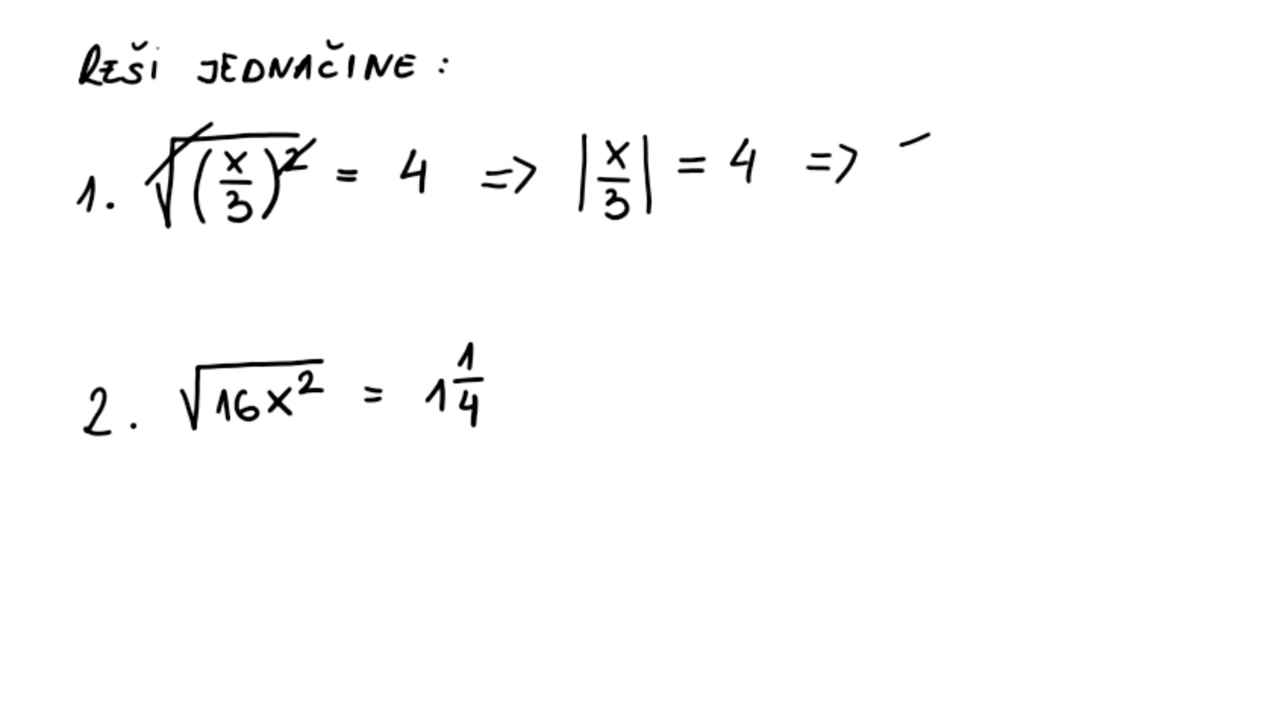 REŠI JEDNAČINE:
1. √(x/3)² = 4 => |x/3| = 4 =>
2. √16x² = 1 1/4